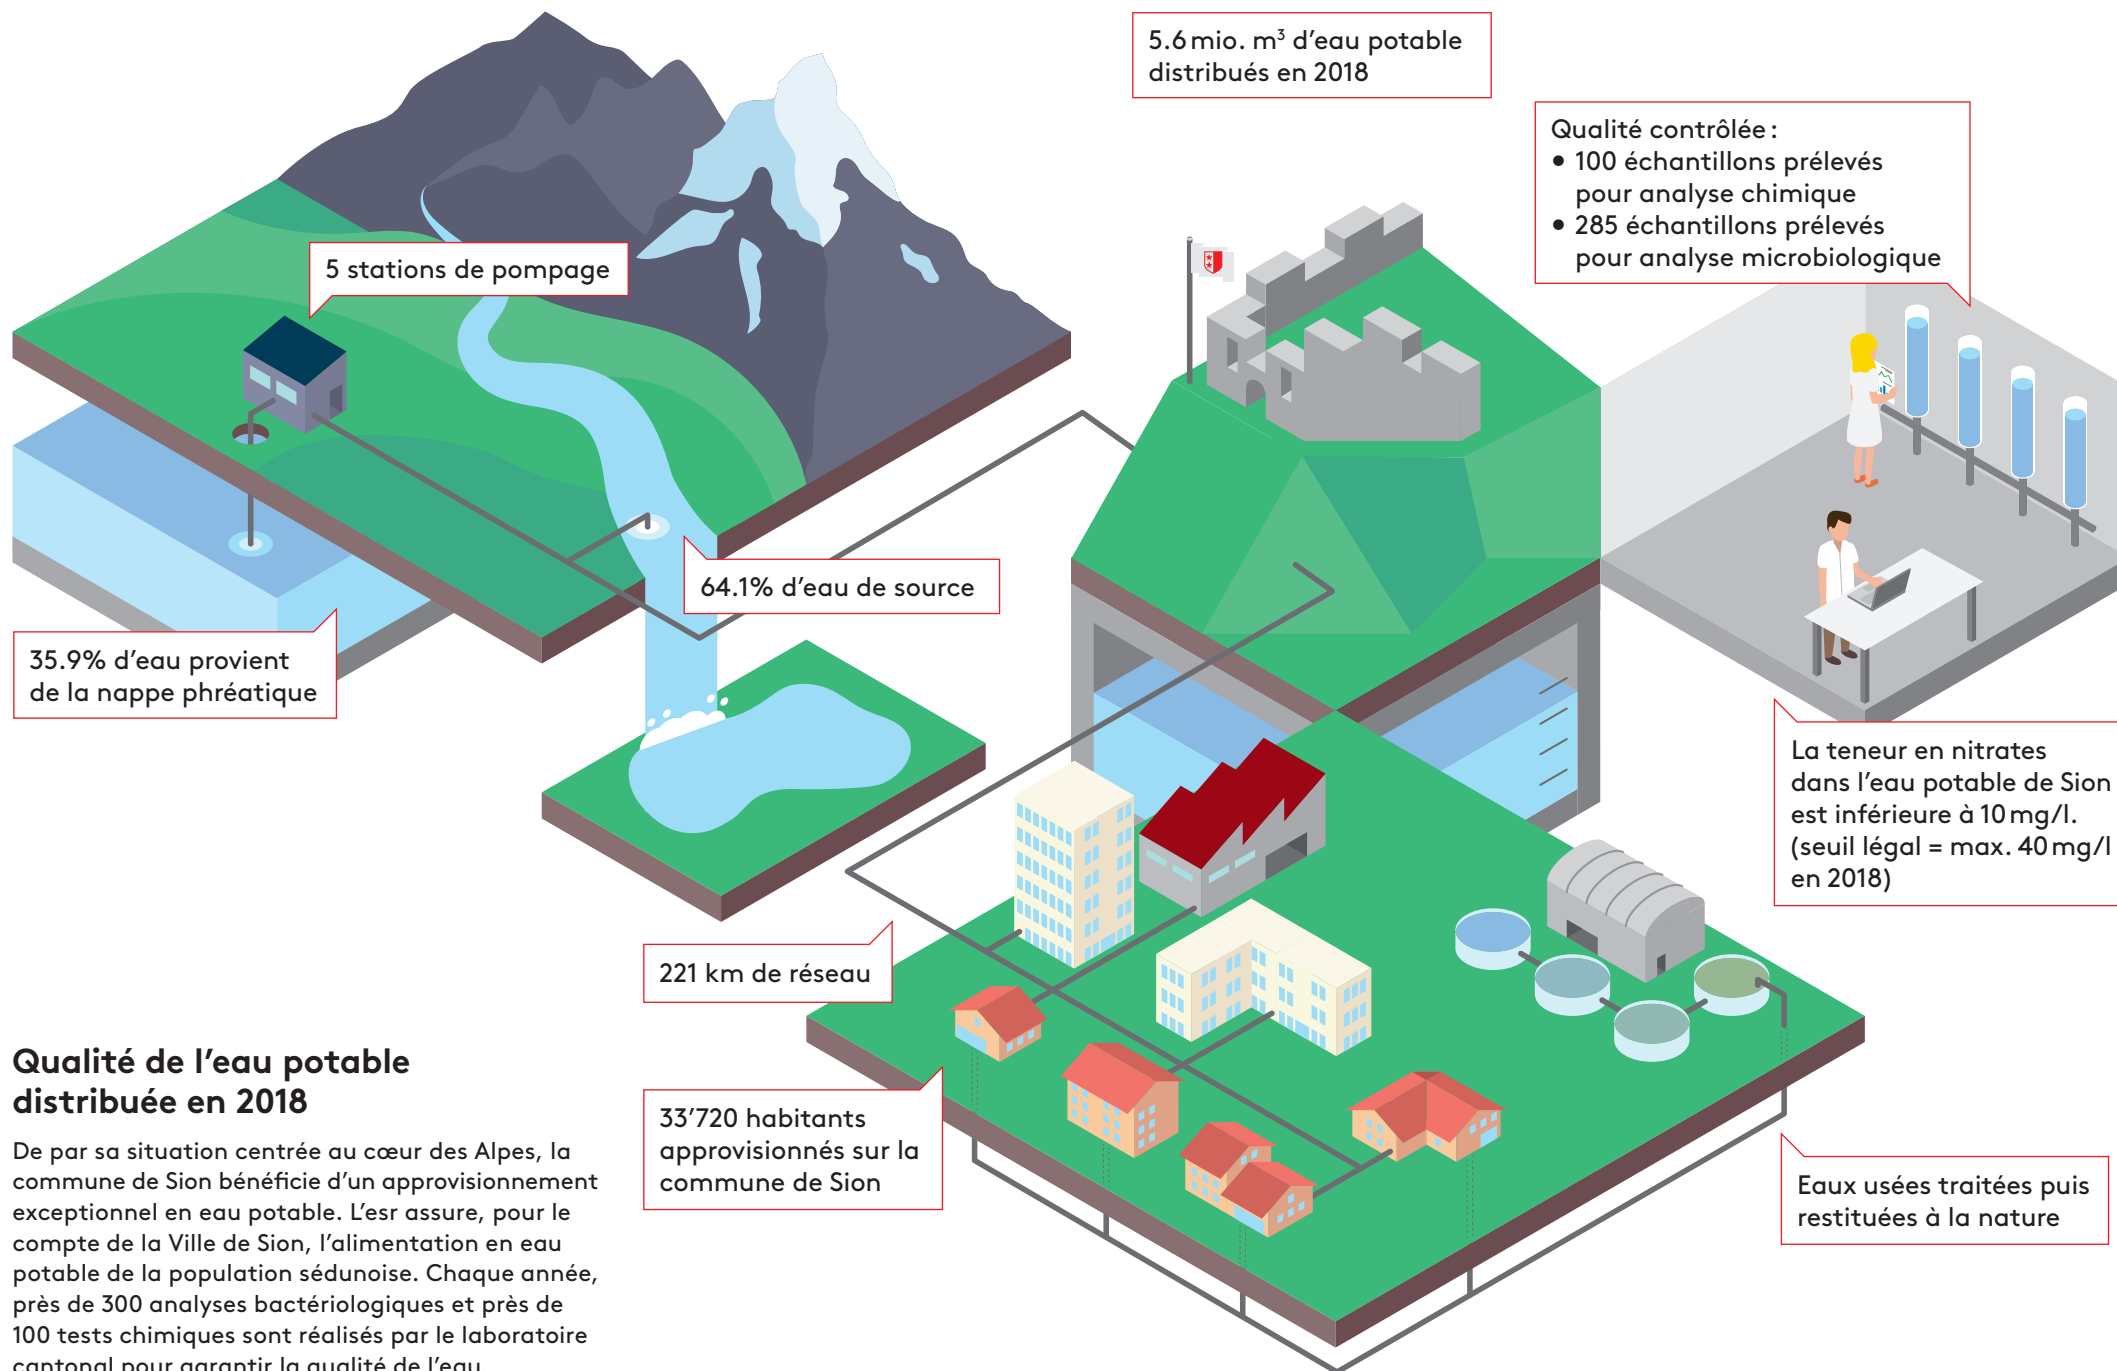 5.6 mio. m³ d’eau potable
distribués en 2018
Qualité contrôlée :
• 100 échantillons prélevés
pour analyse chimique
• 285 échantillons prélevés
pour analyse microbiologique
5 stations de pompage
64.1% d’eau de source
35.9% d’eau provient
de la nappe phréatique
La teneur en nitrates
dans l’eau potable de Sion
est inférieure à 10 mg/l.
(seuil légal = max. 40 mg/l
en 2018)
221 km de réseau
33’720 habitants
approvisionnés sur la
commune de Sion
Eaux usées traitées puis
restituées à la nature
Qualité de l’eau potable
distribuée en 2018
De par sa situation centrée au cœur des Alpes, la
commune de Sion bénéficie d’un approvisionnement
exceptionnel en eau potable. L’esr assure, pour le
compte de la Ville de Sion, l’alimentation en eau
potable de la population sédunoise. Chaque année,
près de 300 analyses bactériologiques et près de
100 tests chimiques sont réalisés par le laboratoire
cantonal pour garantir la qualité de l’eau